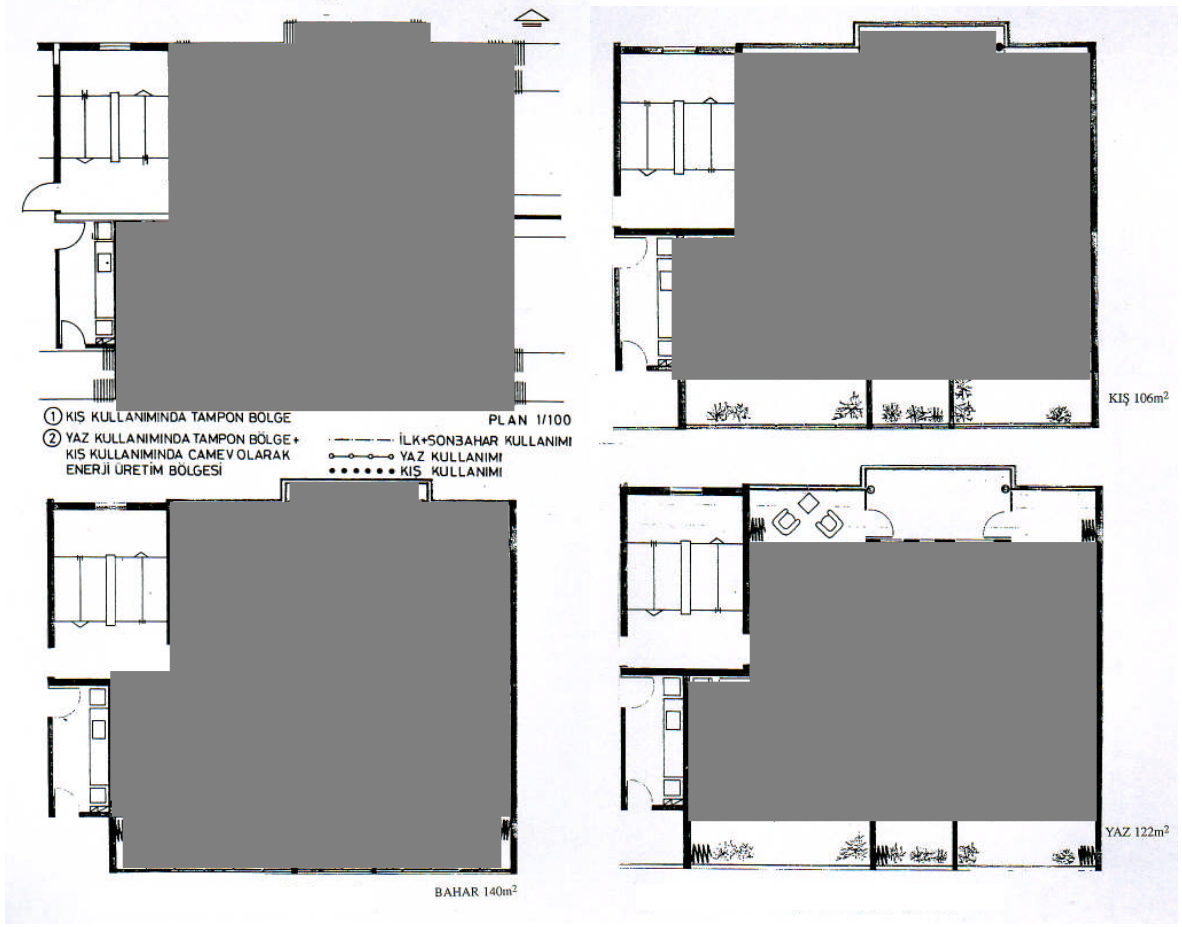 KIŞ 106m²
① KIŞ KULLANIMINDA TAMPON BÖLGE
② YAZ KULLANIMINDA TAMPON BÖLGE +
KIŞ KULLANIMINDA CAMEV OLARAK
ENERJİ ÜRETİM BÖLGESİ
PLAN 1/100
İLK+SONBAHAR KULLANIMI
YAZ KULLANIMI
KIŞ KULLANIMI
BAHAR 140m²
YAZ 122m²